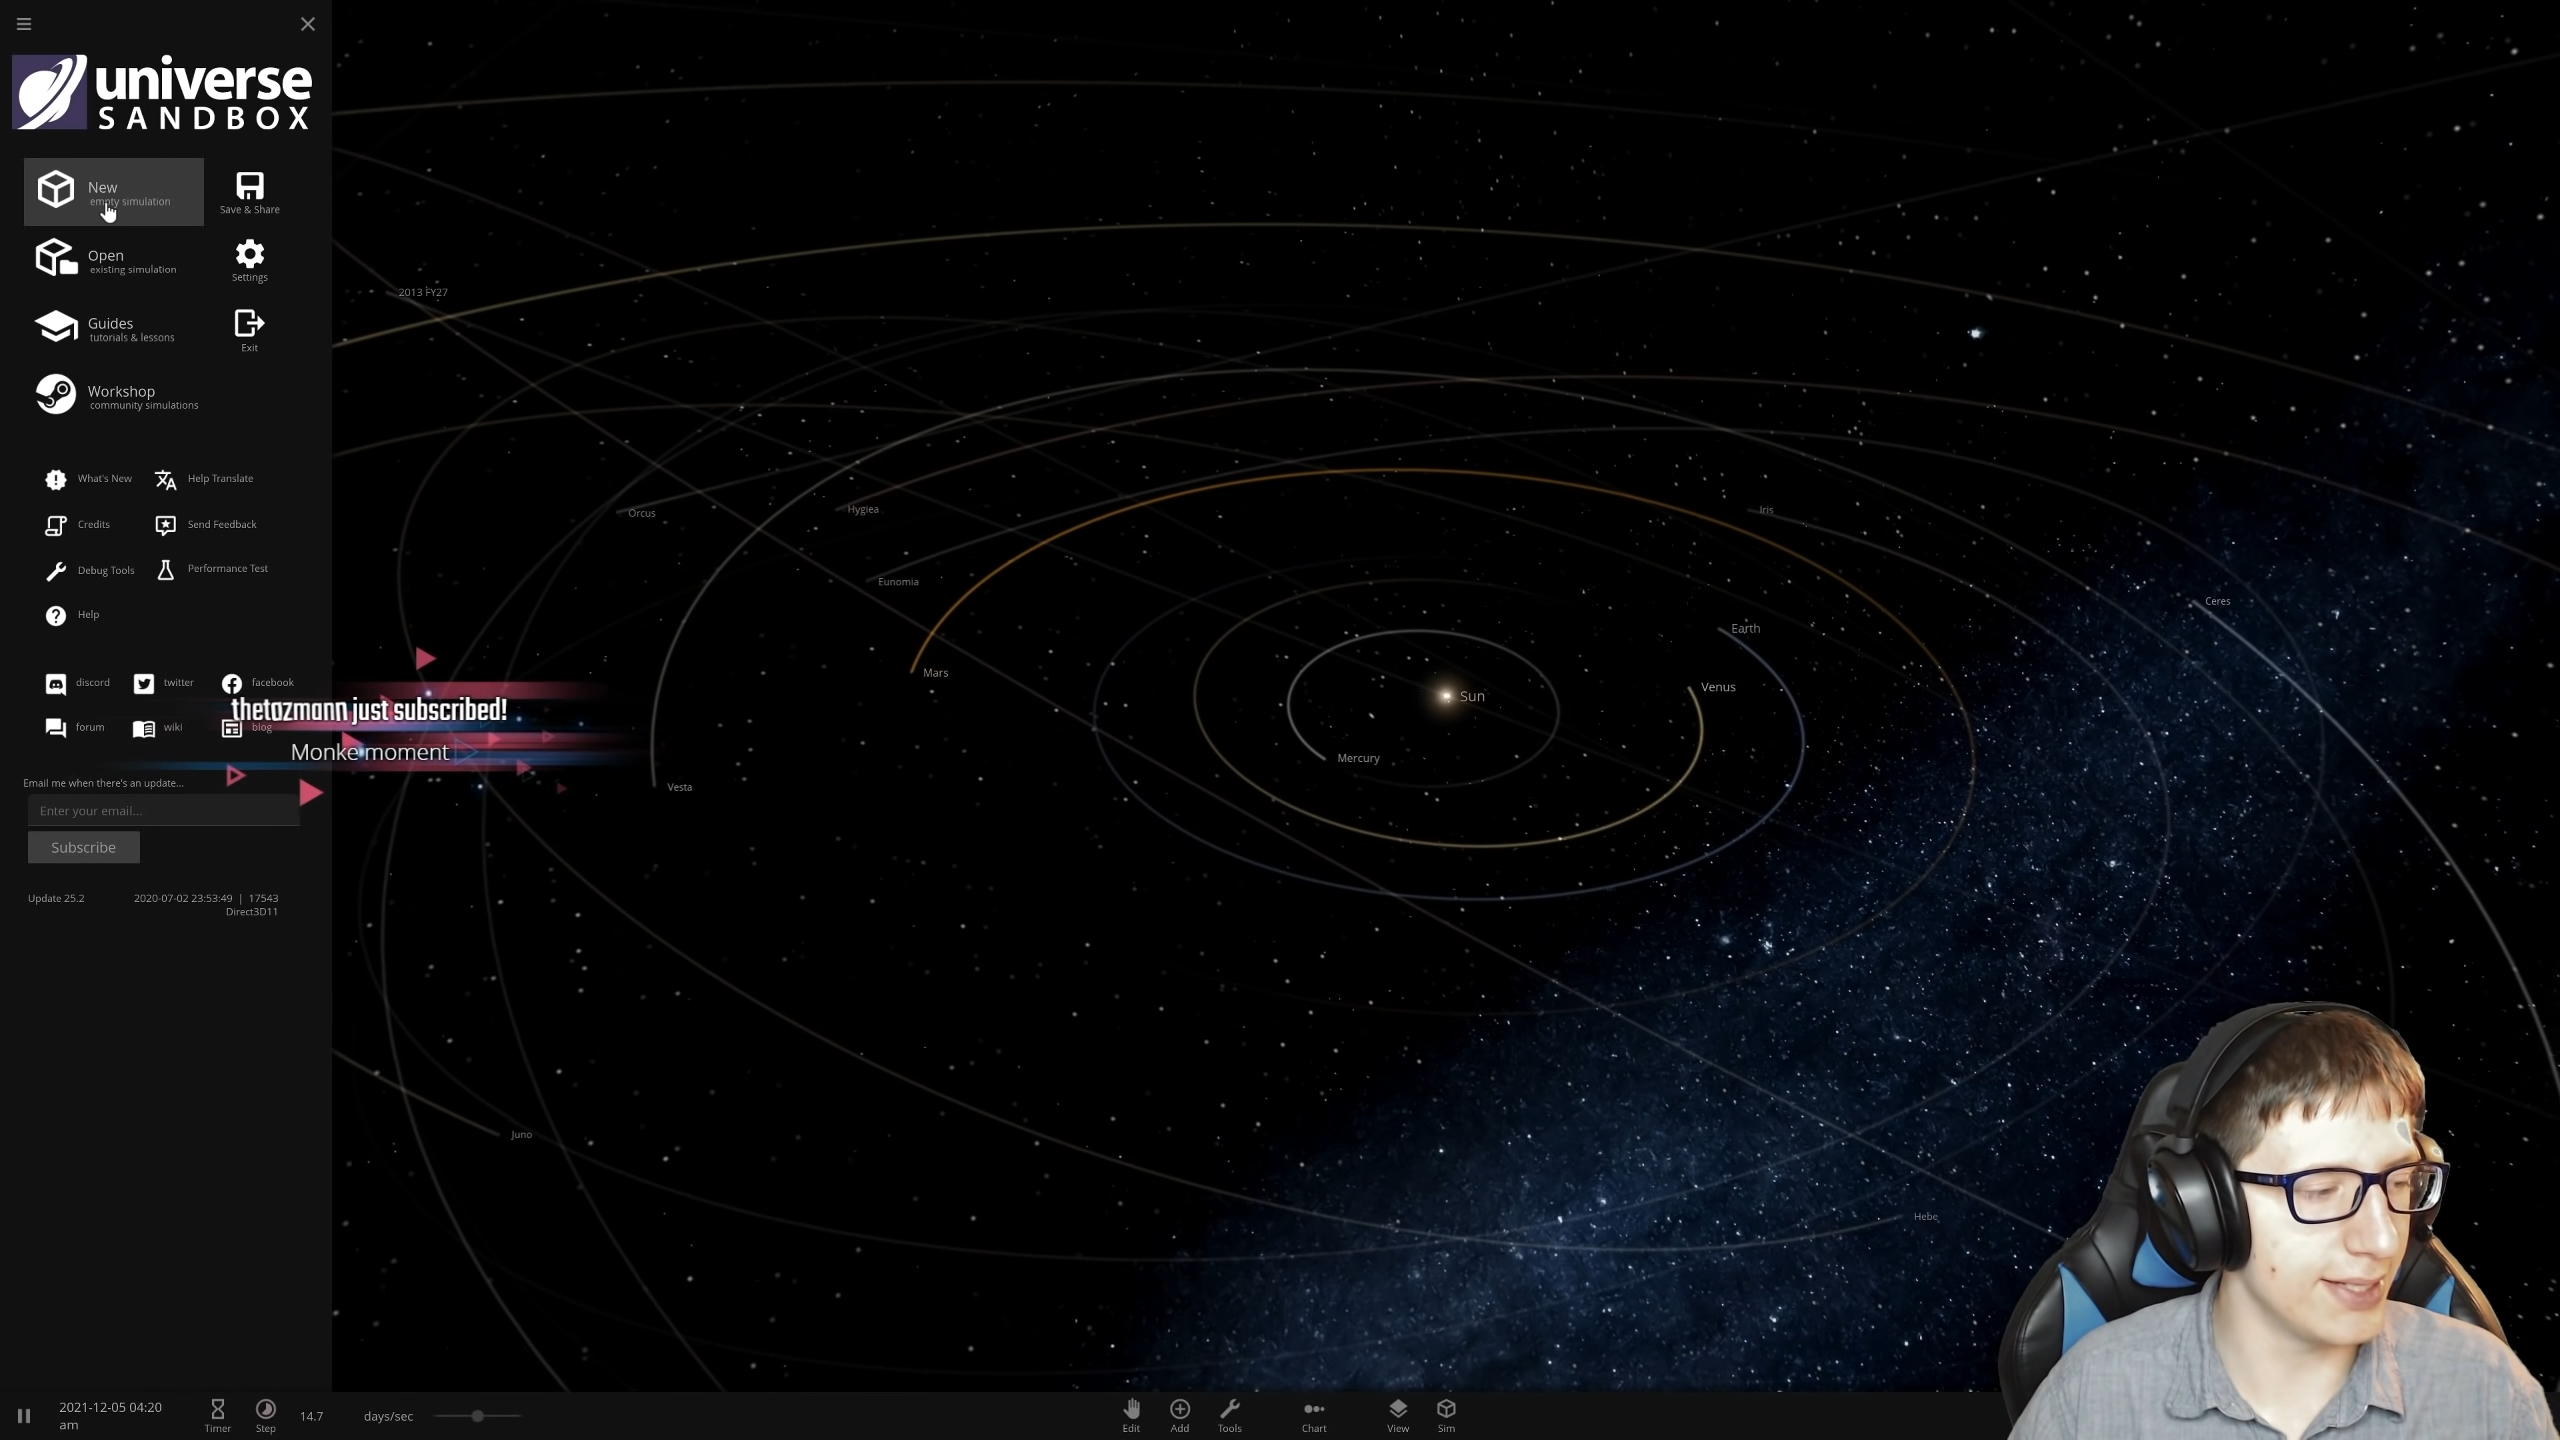 universe
SANDBOX
New
empty simulation
Save & Share
Open
existing simulation
Settings
Guides
tutorials & lessons
Exit
Workshop
community simulations
What's New
Help Translate
Credits
Send Feedback
Debug Tools
Performance Test
Help
discord
twitter
facebook
thetazmann just subscribed!
forum
wiki
blog
Monke moment
Email me when there's an update...
Enter your email...
Subscribe
Update 25.2
2020-07-02 23:53:49 | 17543
Direct3D11
2013 FY27
Orcus
Hygiea
Iris
Eunomia
Ceres
Earth
Mars
Venus
Sun
Mercury
Vesta
Juno
Hebe
2021-12-05 04:20
am
Timer
Step
14.7
days/sec
Edit
Add
Tools
Chart
View
Sim